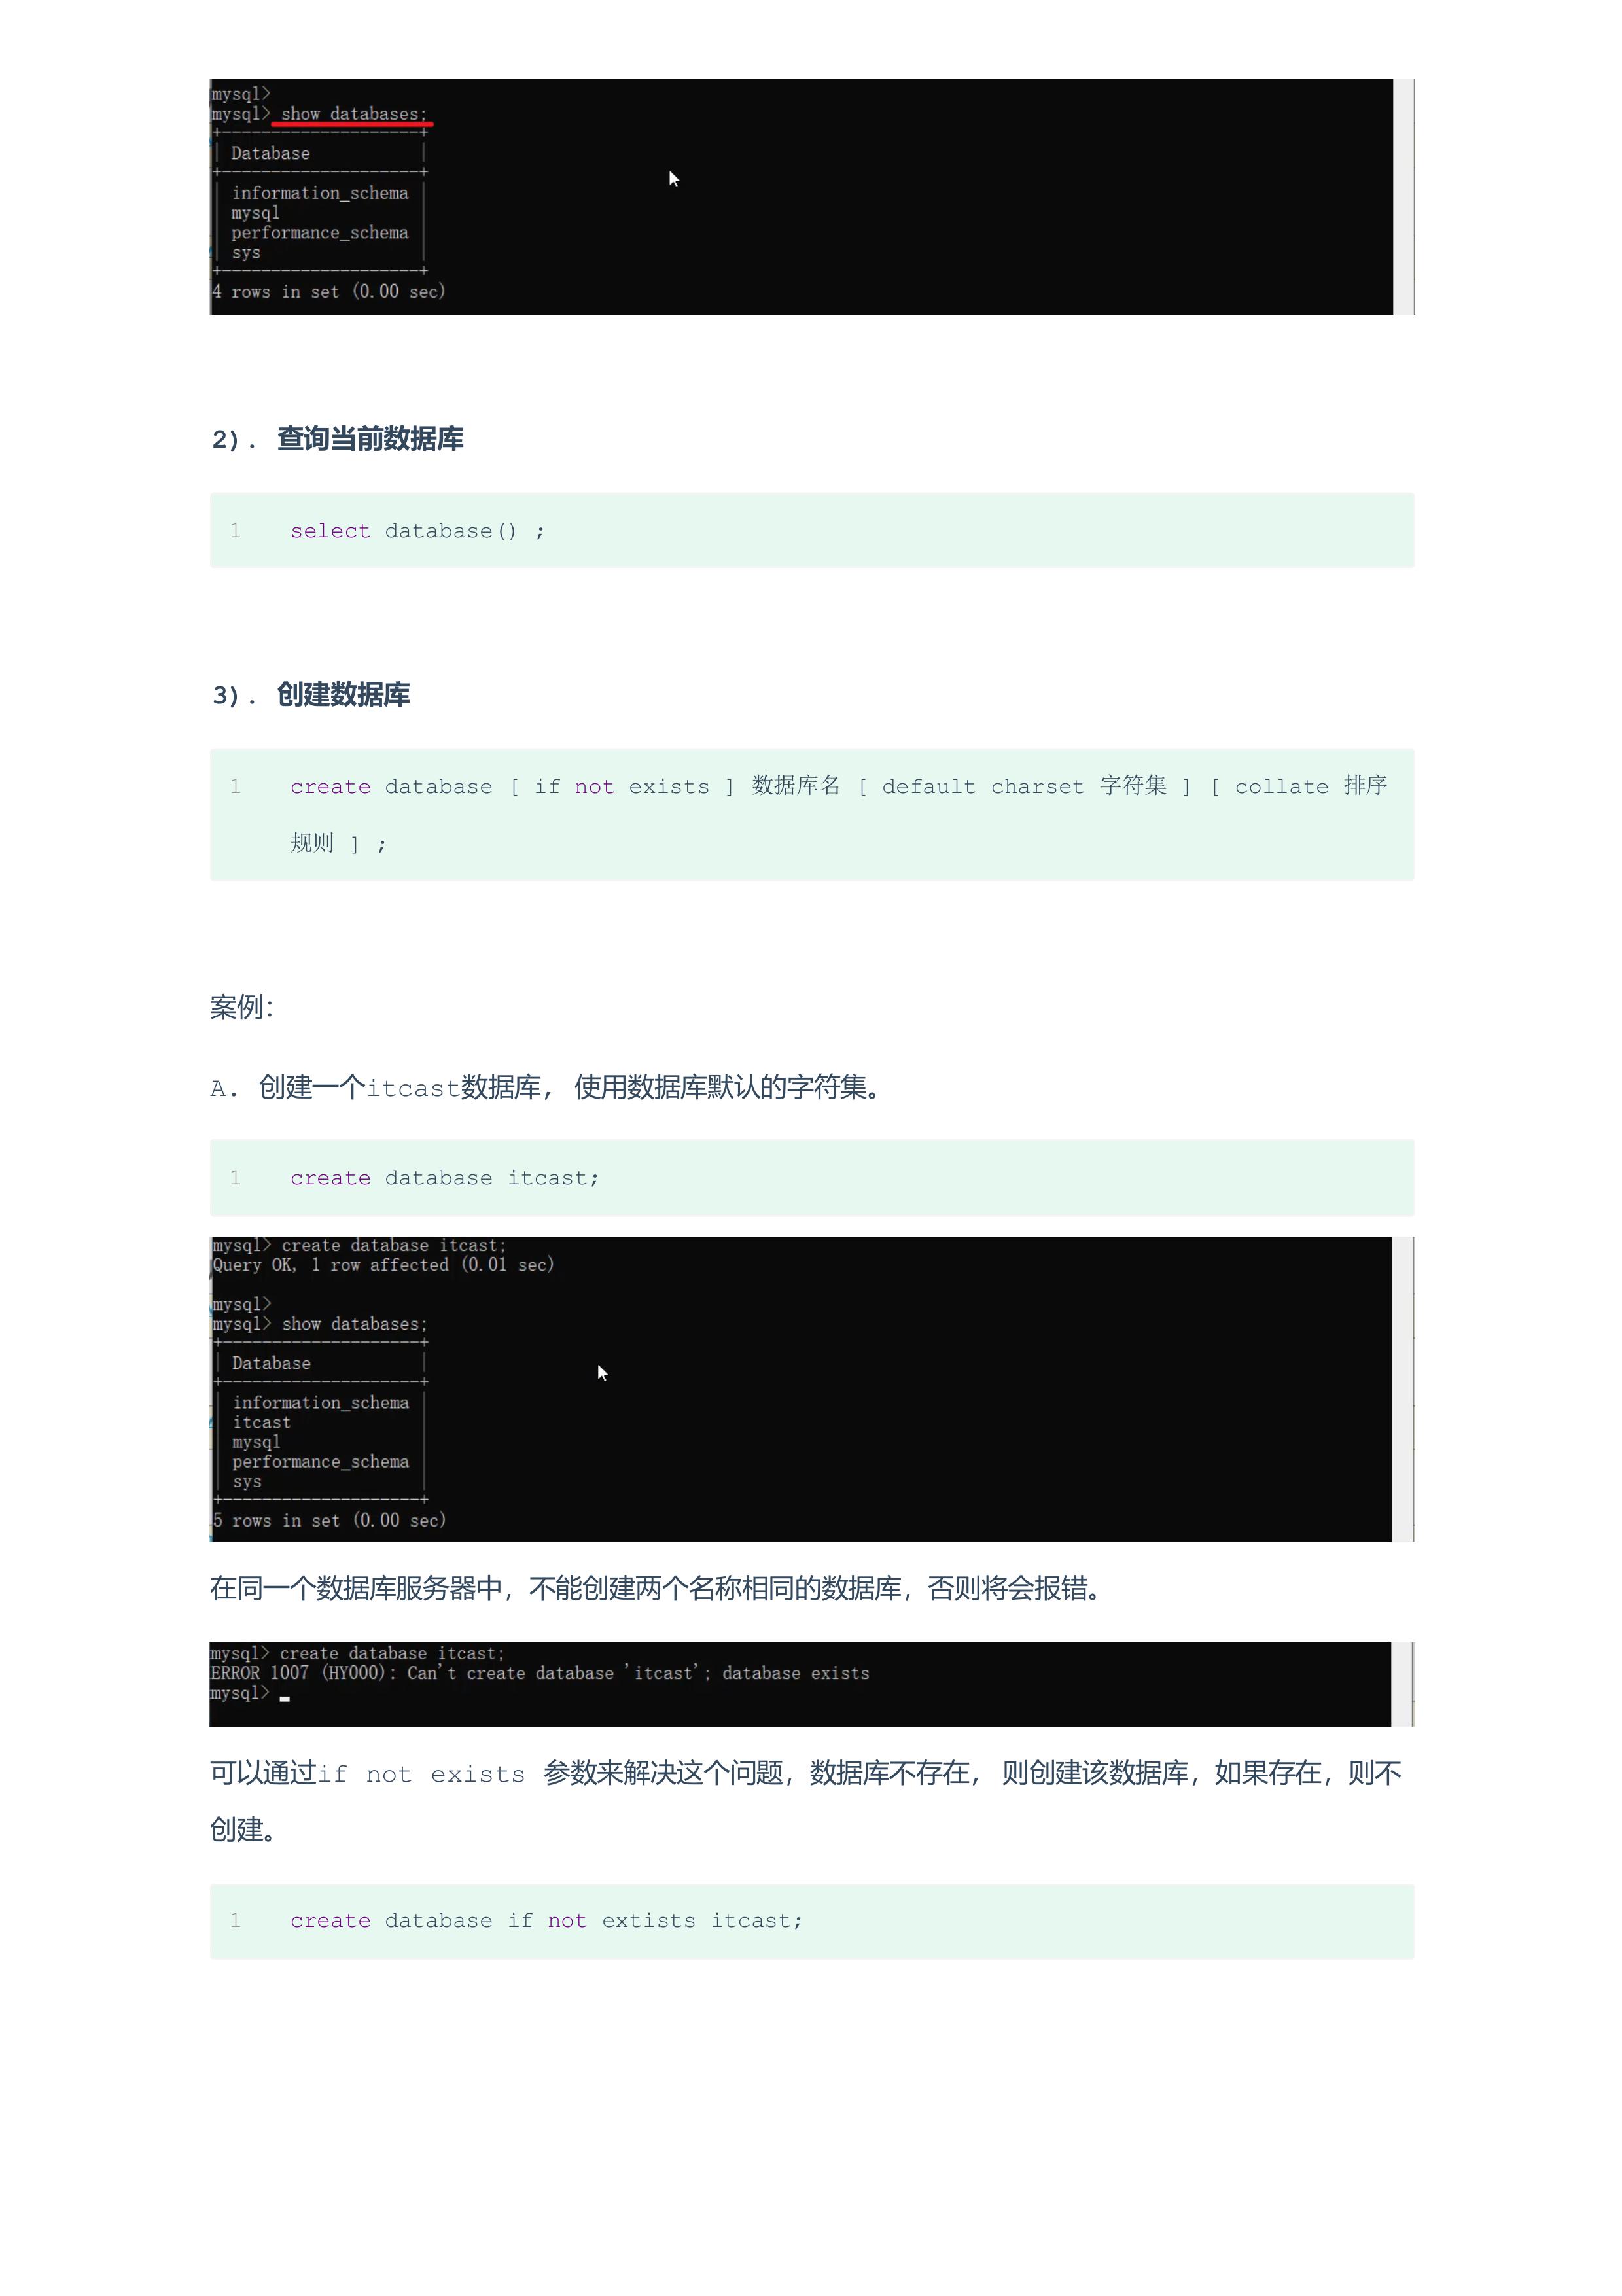 mysql>
mysql> show databases;
+--------------------+
| Database           |
+--------------------+
| information_schema |
| mysql              |
| performance_schema |
| sys                |
+--------------------+
4 rows in set (0.00 sec)
2). 查询当前数据库
1 select database() ;
3). 创建数据库
1 create database [ if not exists ] 数据库名 [ default charset 字符集 ] [ collate 排序
规则 ] ;
案例：
A. 创建一个itcast数据库, 使用数据库默认的字符集。
1 create database itcast;
mysql> create database itcast;
Query OK, 1 row affected (0.01 sec)
mysql>
mysql> show databases;
+--------------------+
| Database           |
+--------------------+
| information_schema |
| itcast             |
| mysql              |
| performance_schema |
| sys                |
+--------------------+
5 rows in set (0.00 sec)
在同一个数据库服务器中，不能创建两个名称相同的数据库，否则将会报错。
mysql> create database itcast;
ERROR 1007 (HY000): Can't create database 'itcast'; database exists
mysql>
可以通过if not exists 参数来解决这个问题，数据库不存在, 则创建该数据库，如果存在，则不
创建。
1 create database if not extists itcast;